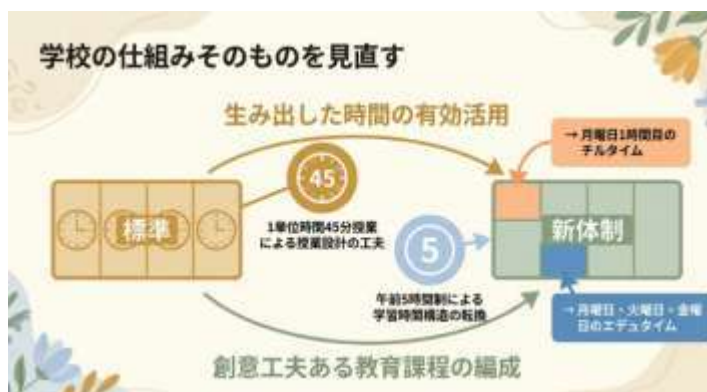 学校の仕組みそのものを見直す
生み出した時間の有効活用
→ 月曜日1時間目の
チルタイム
45
標準
1単位時間45分授業
による授業設計の工夫
5
新体制
午前5時間制による
学習時間構造の転換
→ 月曜日・火曜日・金曜
日のエデュタイム
創意工夫ある教育課程の編成